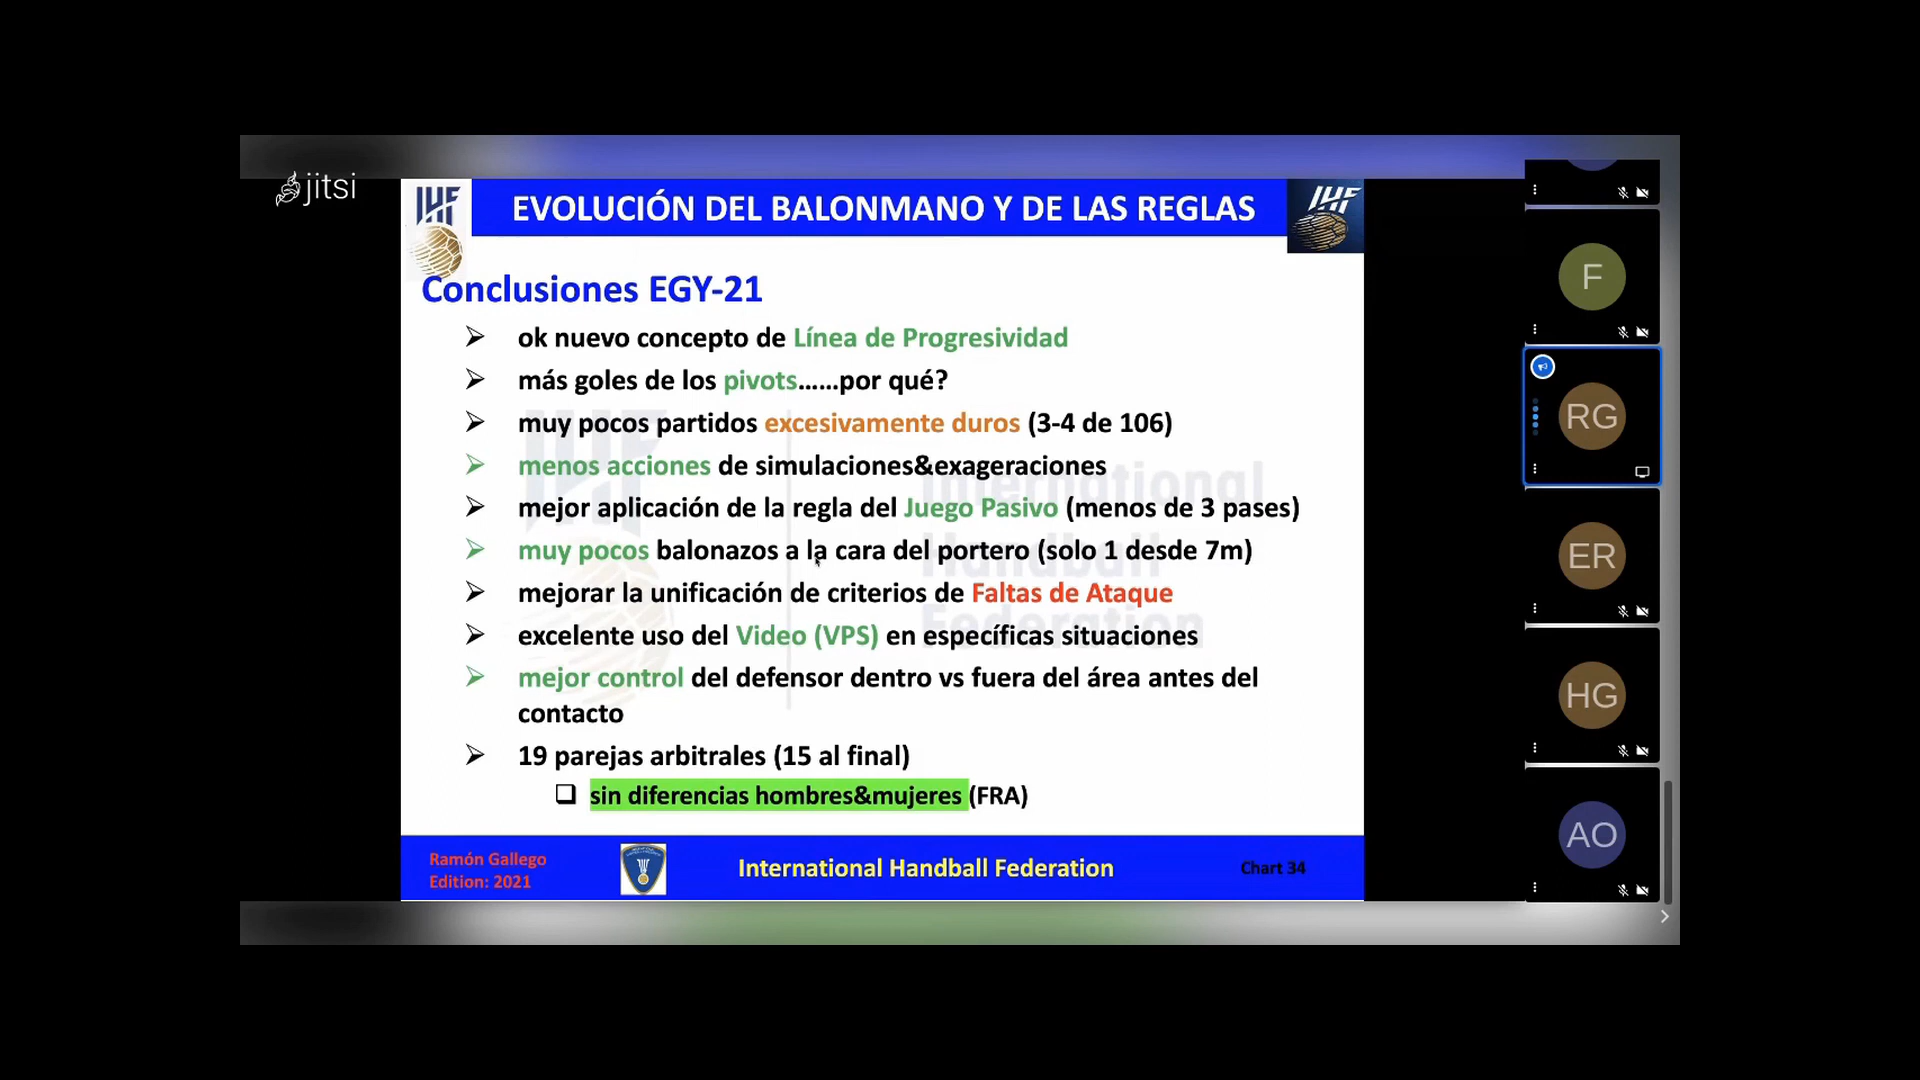 jitsi
IHF
EVOLUCIÓN DEL BALONMANO Y DE LAS REGLAS
IHF
Conclusiones EGY-21
ok nuevo concepto de Línea de Progresividad
más goles de los pivots......por qué?
muy pocos partidos excesivamente duros (3-4 de 106)
menos acciones de simulaciones&exageraciones
mejor aplicación de la regla del Juego Pasivo (menos de 3 pases)
muy pocos balonazos a la cara del portero (solo 1 desde 7m)
mejorar la unificación de criterios de Faltas de Ataque
excelente uso del Video (VPS) en específicas situaciones
mejor control del defensor dentro vs fuera del área antes del
contacto
19 parejas arbitrales (15 al final)
sin diferencias hombres&mujeres (FRA)
IHF
International
Handball
Federation
Ramón Gallego
Edition: 2021
International Handball Federation
Chart 34
F
RG
ER
HG
AO